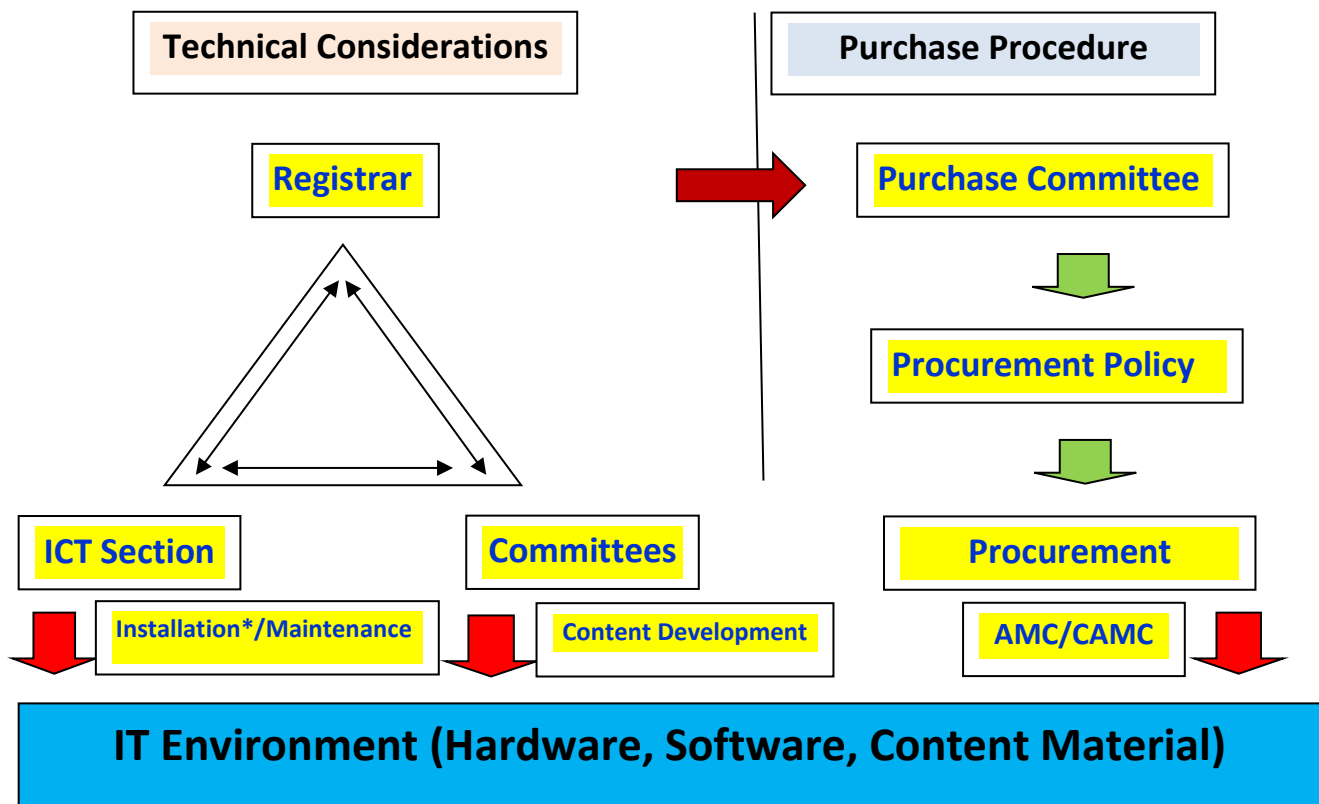 Technical Considerations
Purchase Procedure
Registrar
Purchase Committee
Procurement Policy
ICT Section
Committees
Procurement
Installation*/Maintenance
Content Development
AMC/CAMC
IT Environment (Hardware, Software, Content Material)